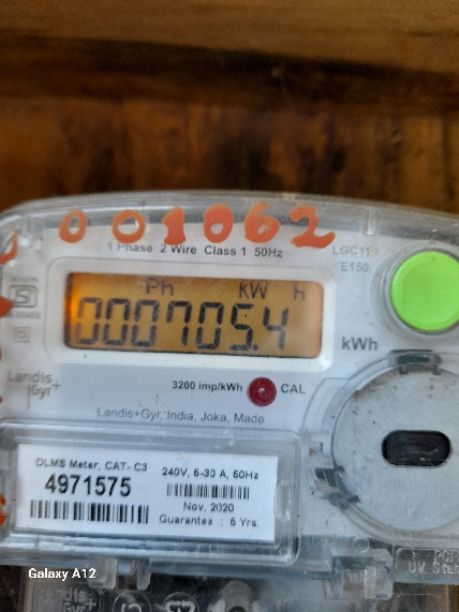 001062
1 Phase 2 Wire Class 1 50Hz
LGC11
E150
Ph kW h
000705.4
kWh
3200 imp/kWh CAL
Landis
Gyr+
Landis+Gyr, India, Joka, Made
DLMS Meter, CAT- C3
4971575
240V, 5-30 A, 50Hz
Nov, 2020
Guarantee : 5 Yrs.
Galaxy A12